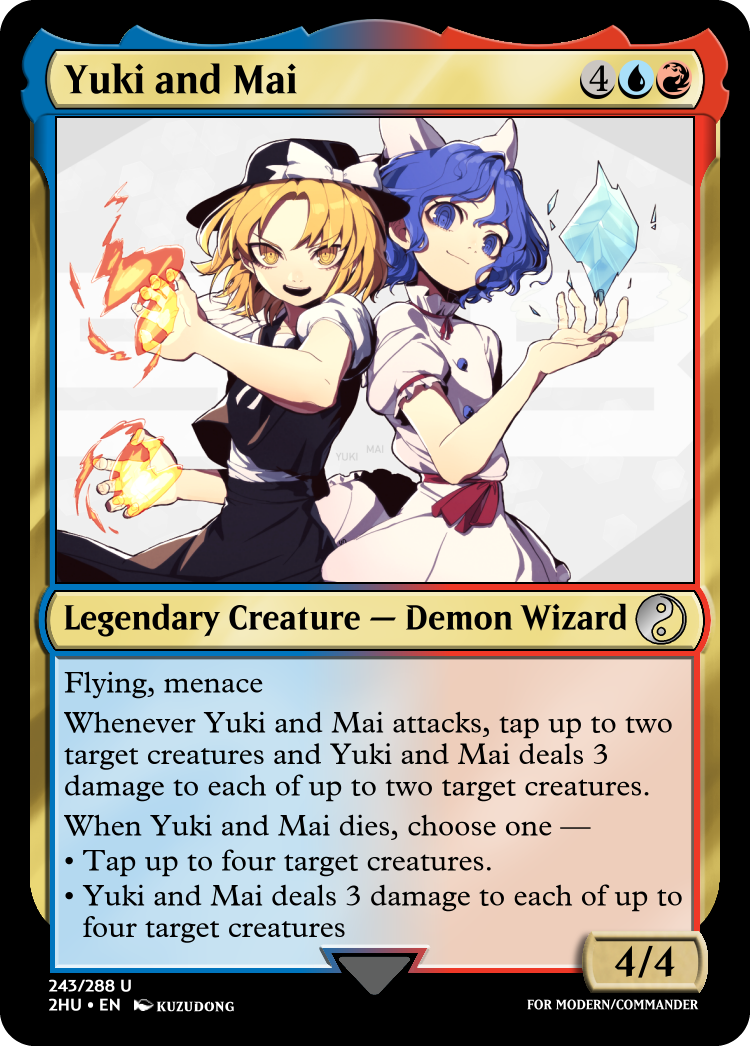 Yuki and Mai 4
YUKI MAI
Legendary Creature — Demon Wizard
Flying, menace
Whenever Yuki and Mai attacks, tap up to two
target creatures and Yuki and Mai deals 3
damage to each of up to two target creatures.
When Yuki and Mai dies, choose one —
• Tap up to four target creatures.
• Yuki and Mai deals 3 damage to each of up to
four target creatures
4/4
243/288 U
2HU • EN KUZUDONG
FOR MODERN/COMMANDER